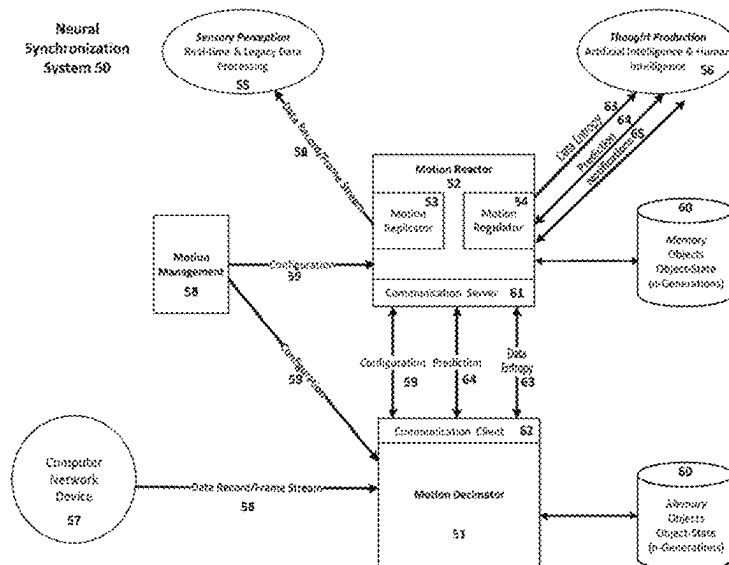 Neural
Synchronization
System 50
Sensory Perception
Real-time & Legacy Data
Processing
55
Thought Production
Artificial Intelligence & Human
Intelligence
56
Data Record/Frame Stream
58
63
64
65
Data Entropy
Prediction
Notifications
Motion Reactor
52
53
Motion
Replicator
54
Motion
Regulator
Communication Server
61
Motion
Management
58
Configuration
59
60
Memory
Objects
Object-State
(n-Generations)
Configuration
59
Configuration
59
Prediction
64
Data
Entropy
63
Communication Client
62
Motion Decimator
51
Computer
Network
Device
57
Data Record/Frame Stream
58
60
Memory
Objects
Object-State
(n-Generations)